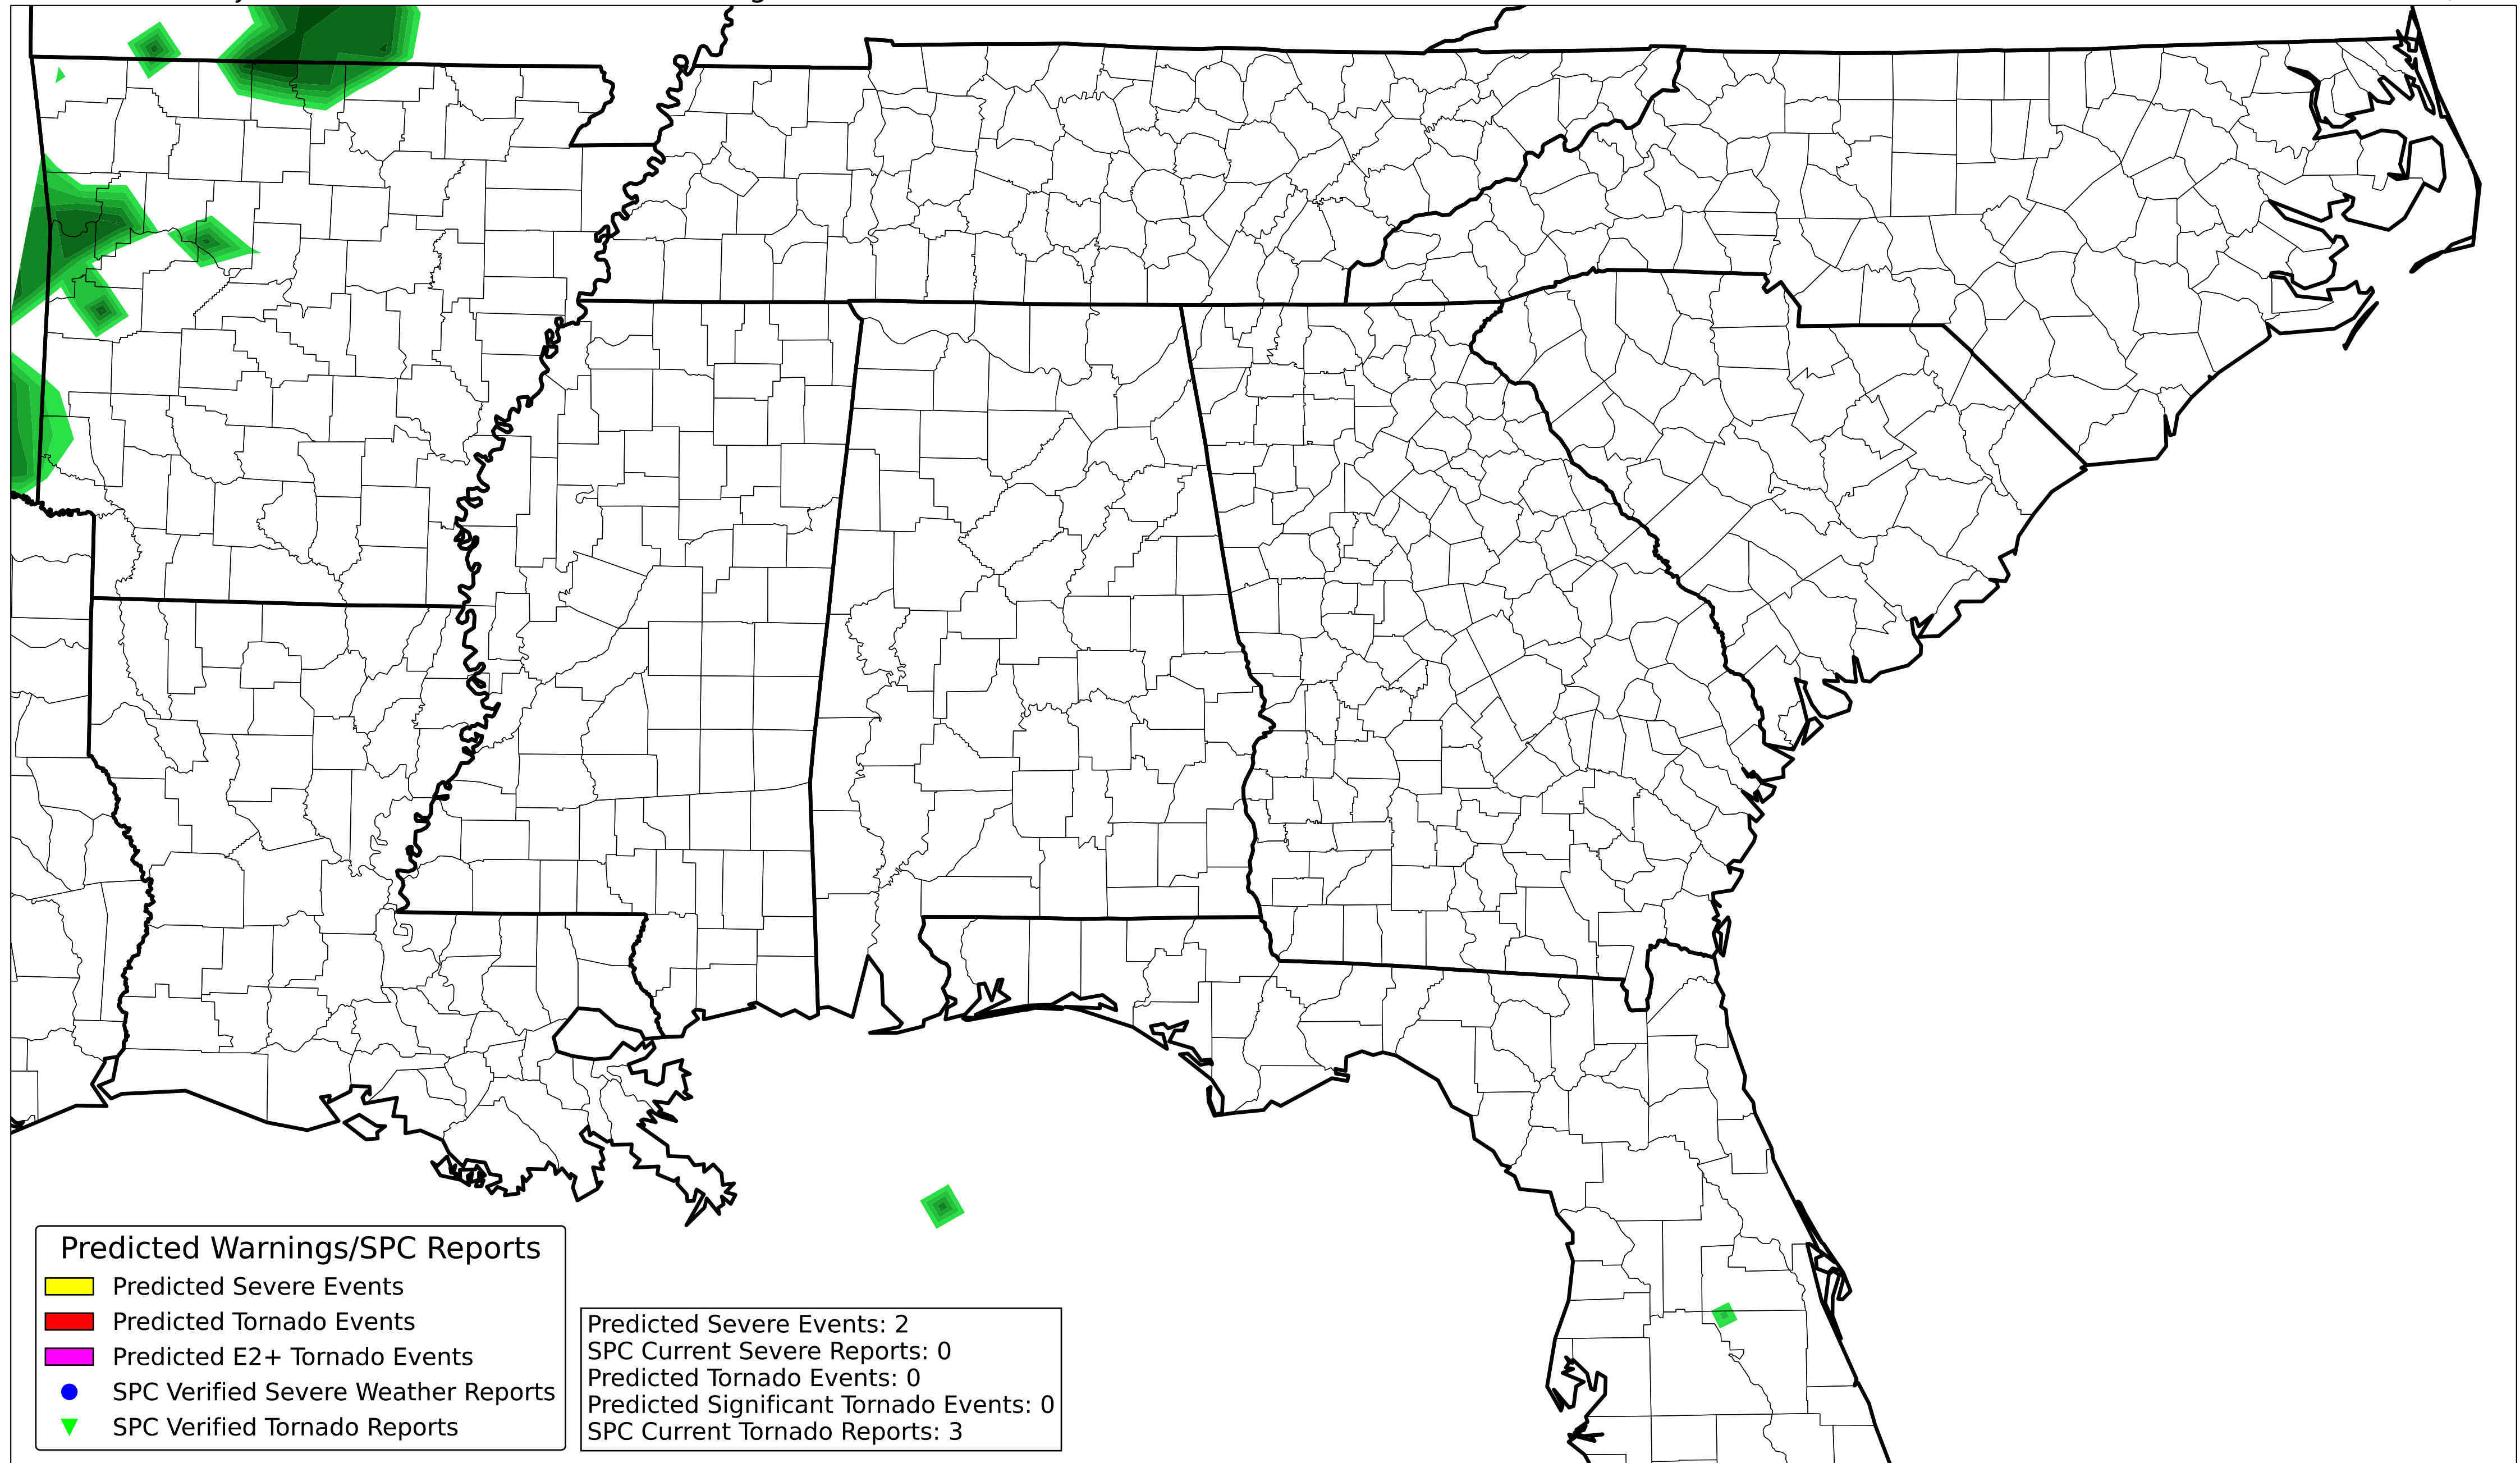 Predicted Warnings/SPC Reports
Predicted Severe Events
Predicted Tornado Events
Predicted E2+ Tornado Events
SPC Verified Severe Weather Reports
SPC Verified Tornado Reports
Predicted Severe Events: 2
SPC Current Severe Reports: 0
Predicted Tornado Events: 0
Predicted Significant Tornado Events: 0
SPC Current Tornado Reports: 3